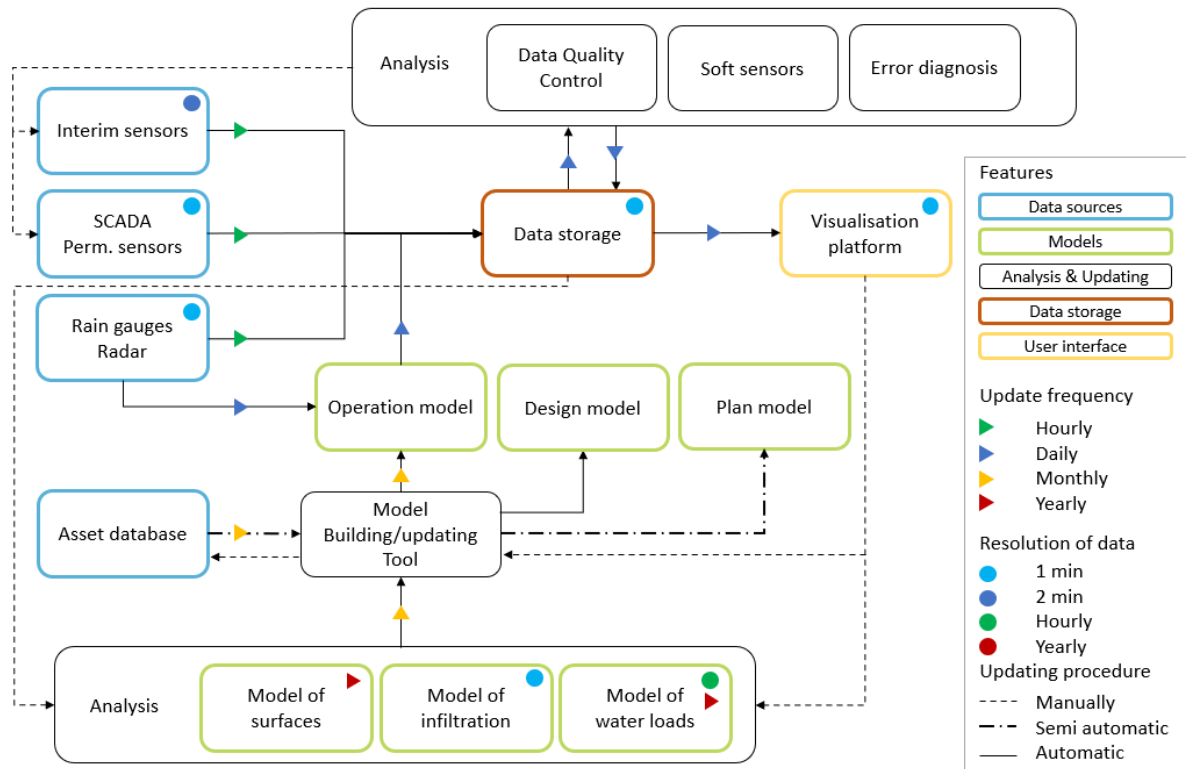 Analysis
Data Quality
Control
Soft sensors
Error diagnosis
Interim sensors
SCADA
Perm. sensors
Data storage
Visualisation
platform
Rain gauges
Radar
Operation model
Design model
Plan model
Asset database
Model
Building/updating
Tool
Analysis
Model of
surfaces
Model of
infiltration
Model of
water loads
Features
Data sources
Models
Analysis & Updating
Data storage
User interface
Update frequency
Hourly
Daily
Monthly
Yearly
Resolution of data
1 min
2 min
Hourly
Yearly
Updating procedure
Manually
Semi automatic
Automatic